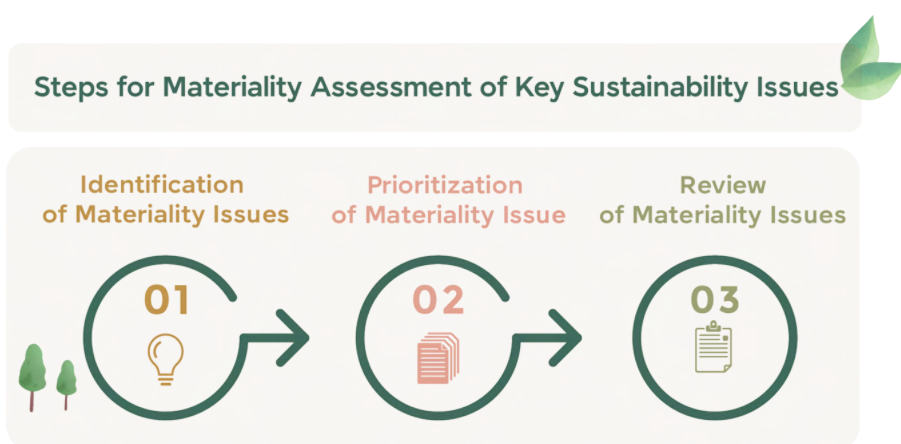 Steps for Materiality Assessment of Key Sustainability Issues
Identification
of Materiality Issues
01
Prioritization
of Materiality Issue
02
Review
of Materiality Issues
03